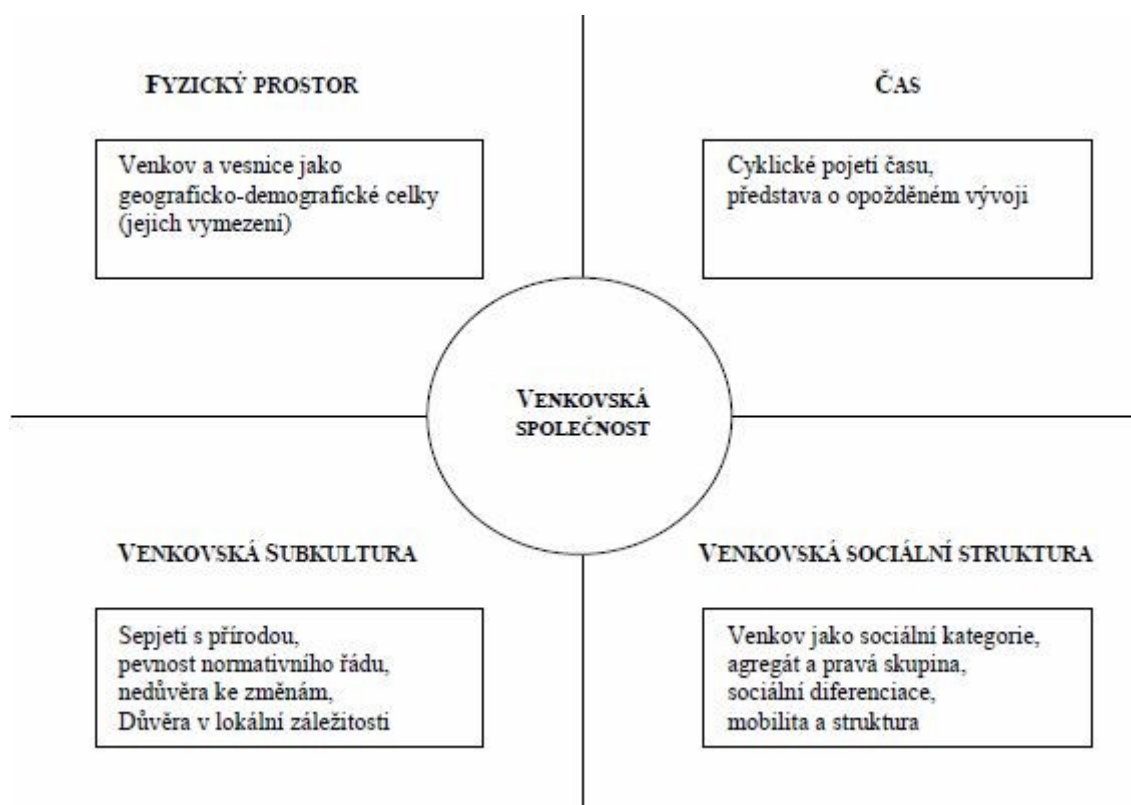 FYZICKÝ PROSTOR
Venkov a vesnice jako
geograficko-demografické celky
(jejich vymezení)
ČAS
Cyklické pojetí času,
představa o opožděném vývoji
VENKOVSKÁ
SPOLEČNOST
VENKOVSKÁ SUBKULTURA
Sepjetí s přírodou,
pevnost normativního řádu,
nedůvěra ke změnám,
Důvěra v lokální záležitosti
VENKOVSKÁ SOCIÁLNÍ STRUKTURA
Venkov jako sociální kategorie,
agregát a pravá skupina,
sociální diferenciace,
mobilita a struktura